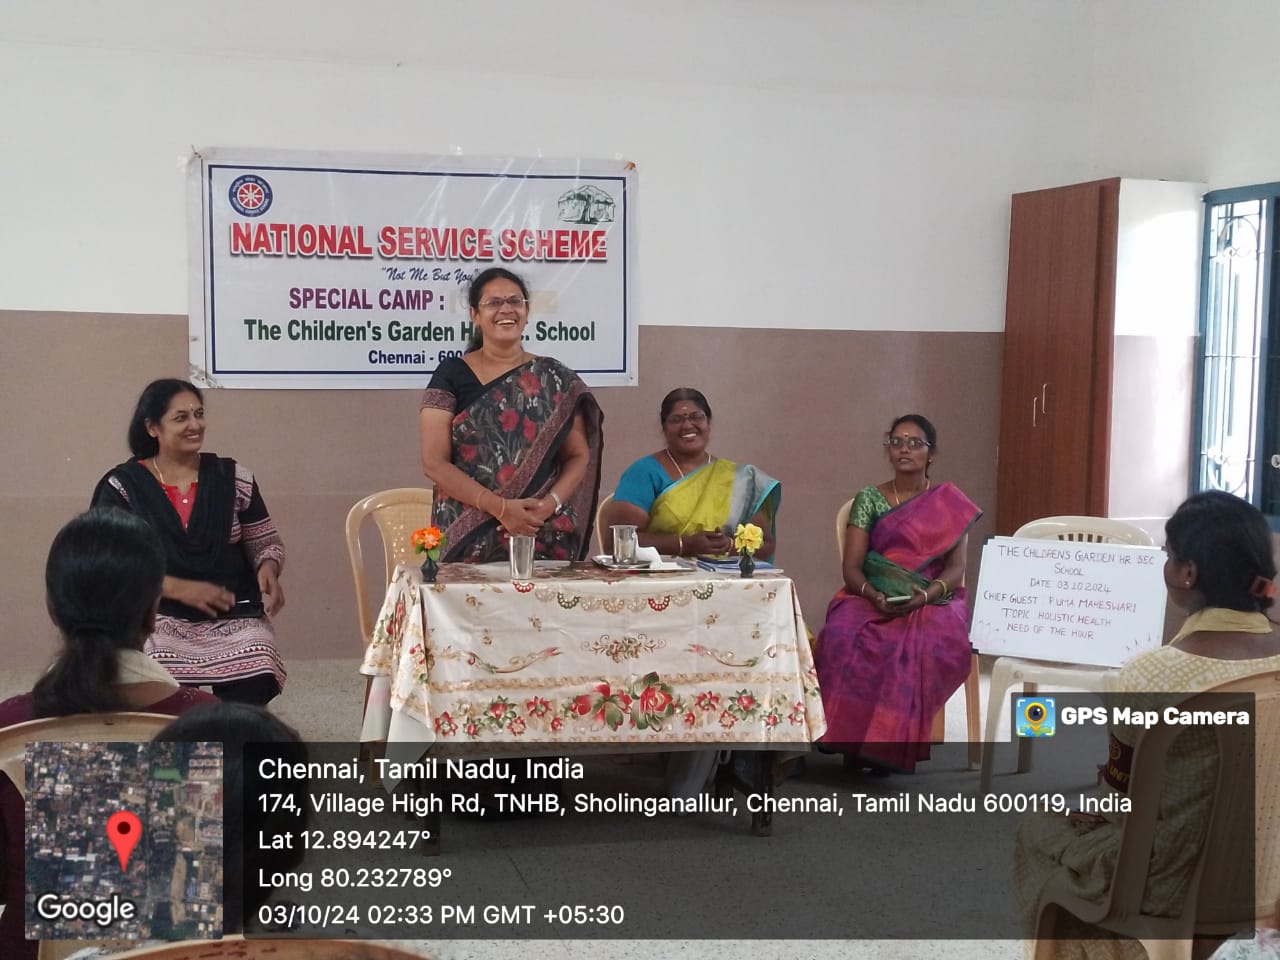 NATIONAL SERVICE SCHEME
"Not Me But You"
SPECIAL CAMP :
The Children's Garden School
Chennai -
THE CHILDRENS GARDEN HR SEC
SCHOOL
DATE 03.10.2024
CHIEF GUEST : P.UMA MAHESWARI
TOPIC HOLISTIC HEALTH
NEED OF THE HOUR
GPS Map Camera
Chennai, Tamil Nadu, India
174, Village High Rd, TNHB, Sholinganallur, Chennai, Tamil Nadu 600119, India
Lat 12.894247°
Long 80.232789°
03/10/24 02:33 PM GMT +05:30
Google